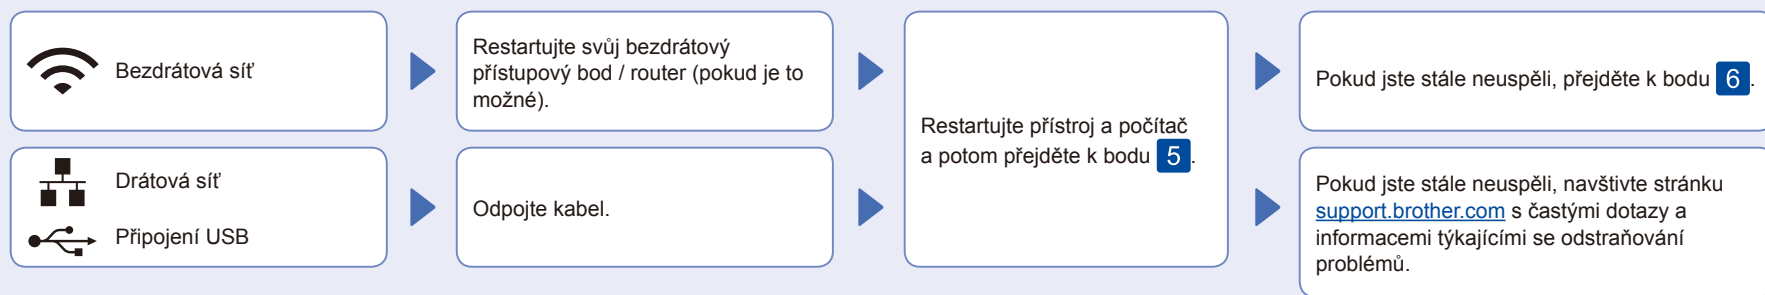 Bezdrátová síť
Restartujte svůj bezdrátový
přístupový bod / router (pokud je to
možné).
Drátová síť
Připojení USB
Odpojte kabel.
Restartujte přístroj a počítač
a potom přejděte k bodu 5.
Pokud jste stále neuspěli, přejděte k bodu 6.
Pokud jste stále neuspěli, navštivte stránku
support.brother.com s častými dotazy a
informacemi týkajícími se odstraňování
problémů.